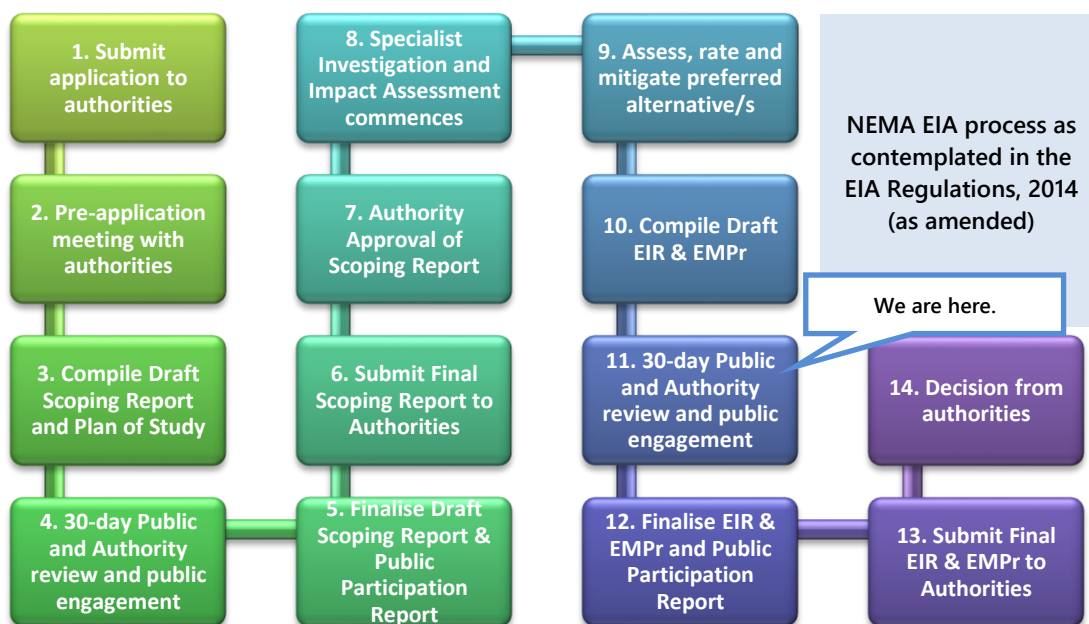 1. Submit
application to
authorities
2. Pre-application
meeting with
authorities
3. Compile Draft
Scoping Report
and Plan of Study
4. 30-day Public
and Authority
review and public
engagement
5. Finalise Draft
Scoping Report &
Public
Participation
Report
6. Submit Final
Scoping Report to
Authorities
7. Authority
Approval of
Scoping Report
8. Specialist
Investigation and
Impact Assessment
commences
9. Assess, rate and
mitigate preferred
alternative/s
10. Compile Draft
EIR & EMPr
11. 30-day Public
and Authority
review and public
engagement
12. Finalise EIR &
EMPr and Public
Participation
Report
13. Submit Final
EIR & EMPr to
Authorities
14. Decision from
authorities
NEMA EIA process as
contemplated in the
EIA Regulations, 2014
(as amended)
We are here.